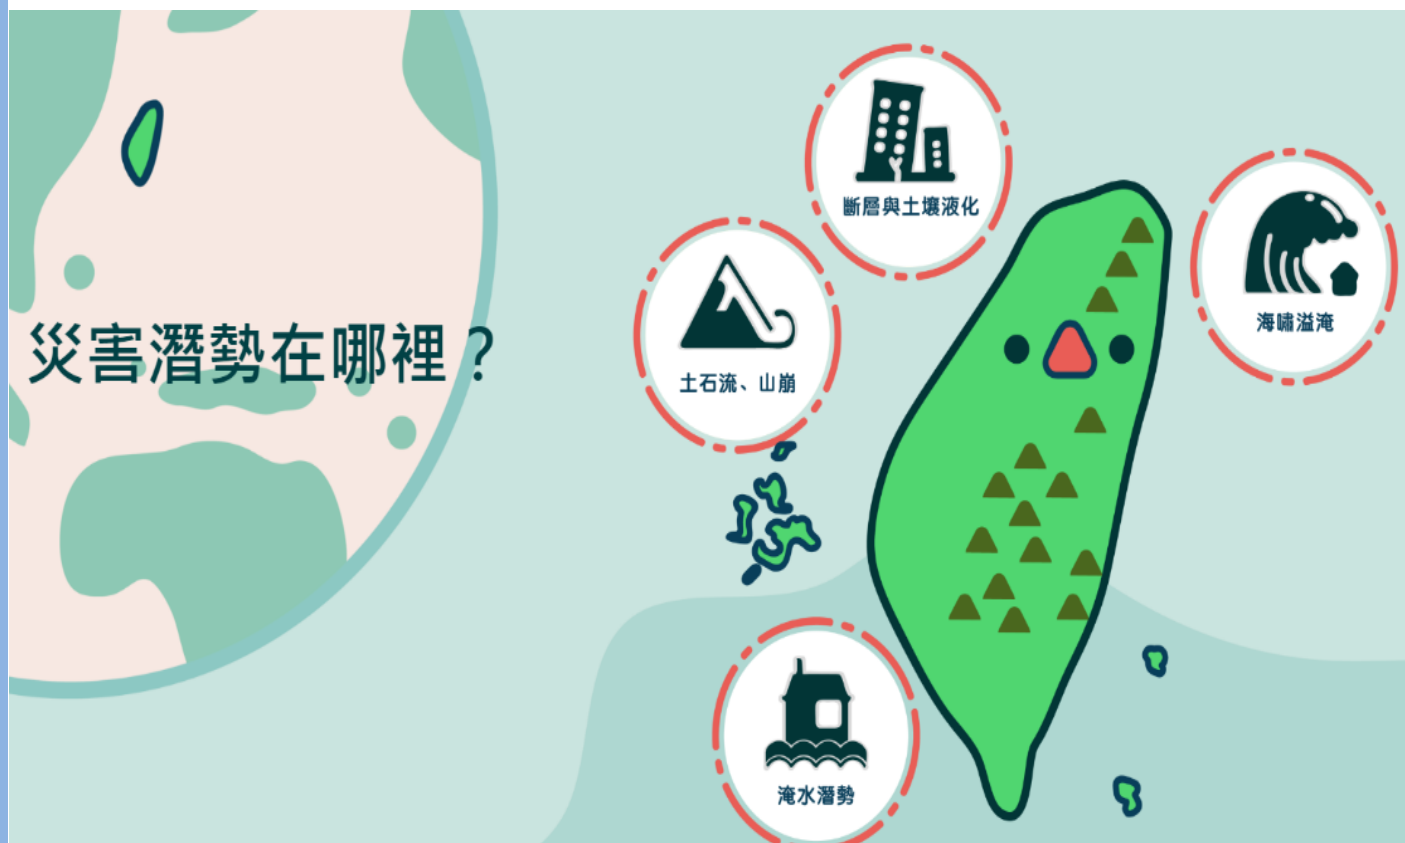 災害潛勢在哪裡？
斷層與土壤液化
海嘯溢淹
土石流、山崩
淹水潛勢